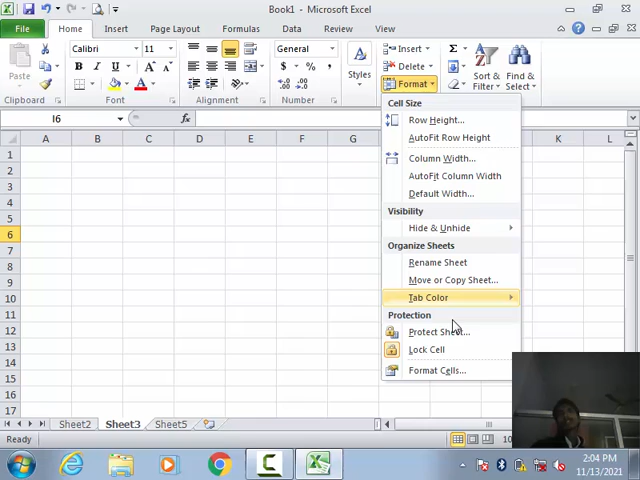 Book1 - Microsoft Excel
File Home Insert Page Layout Formulas Data Review View
Paste
Calibri 11
B I U
General
Styles
Insert
Delete
Format
Sort & Filter
Find & Select
Clipboard Font Alignment Number
I6 fx
A B C D E F G K L
Cell Size
Row Height...
AutoFit Row Height
Column Width...
AutoFit Column Width
Default Width...
Visibility
Hide & Unhide
Organize Sheets
Rename Sheet
Move or Copy Sheet...
Tab Color
Protection
Protect Sheet...
Lock Cell
Format Cells...
1
2
3
4
5
6
7
8
9
10
11
12
13
14
15
16
17
Sheet2 Sheet3 Sheet5
Ready
2:04 PM
11/13/2021